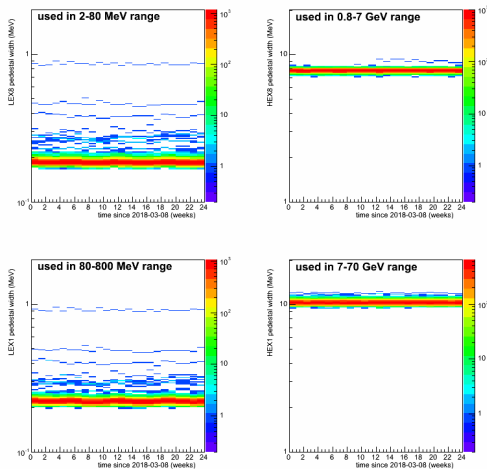 used in 2-80 MeV range
LEX8 pedestal width (MeV)
1
10⁻¹
0 2 4 6 8 10 12 14 16 18 20 22 24
time since 2018-03-08 (weeks)
10³
10²
10
1
used in 0.8-7 GeV range
HEX8 pedestal width (MeV)
10
1
0 2 4 6 8 10 12 14 16 18 20 22 24
time since 2018-03-08 (weeks)
10³
10²
10
1
used in 80-800 MeV range
LEX1 pedestal width (MeV)
1
10⁻¹
0 2 4 6 8 10 12 14 16 18 20 22 24
time since 2018-03-08 (weeks)
10³
10²
10
1
used in 7-70 GeV range
HEX1 pedestal width (MeV)
10
1
0 2 4 6 8 10 12 14 16 18 20 22 24
time since 2018-03-08 (weeks)
10²
10
1